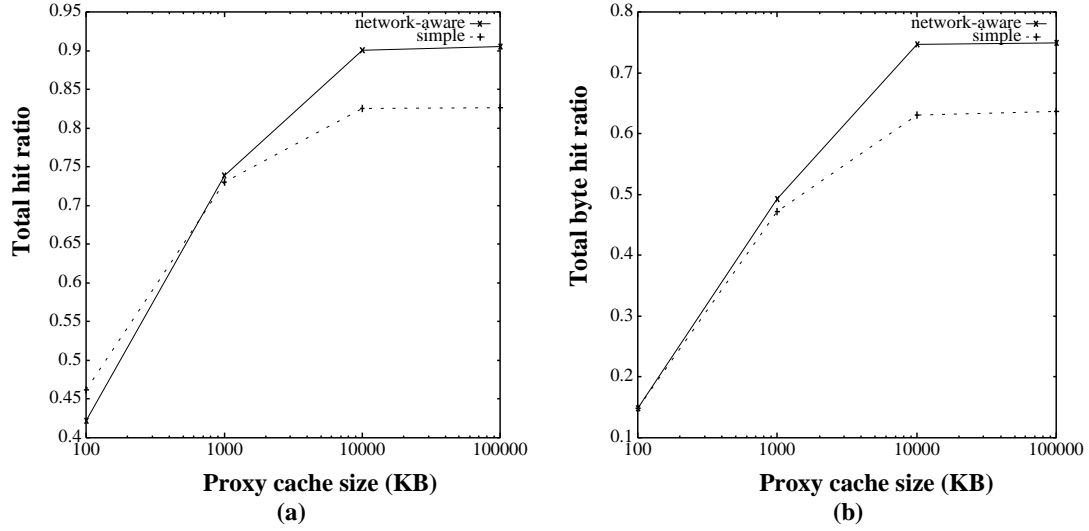 0.95
0.9
0.85
0.8
0.75
0.7
0.65
0.6
0.55
0.5
0.45
0.4
100 1000 10000 100000
Total hit ratio
network-aware
simple
Proxy cache size (KB)
(a)
0.8
0.7
0.6
0.5
0.4
0.3
0.2
0.1
100 1000 10000 100000
Total byte hit ratio
network-aware
simple
Proxy cache size (KB)
(b)